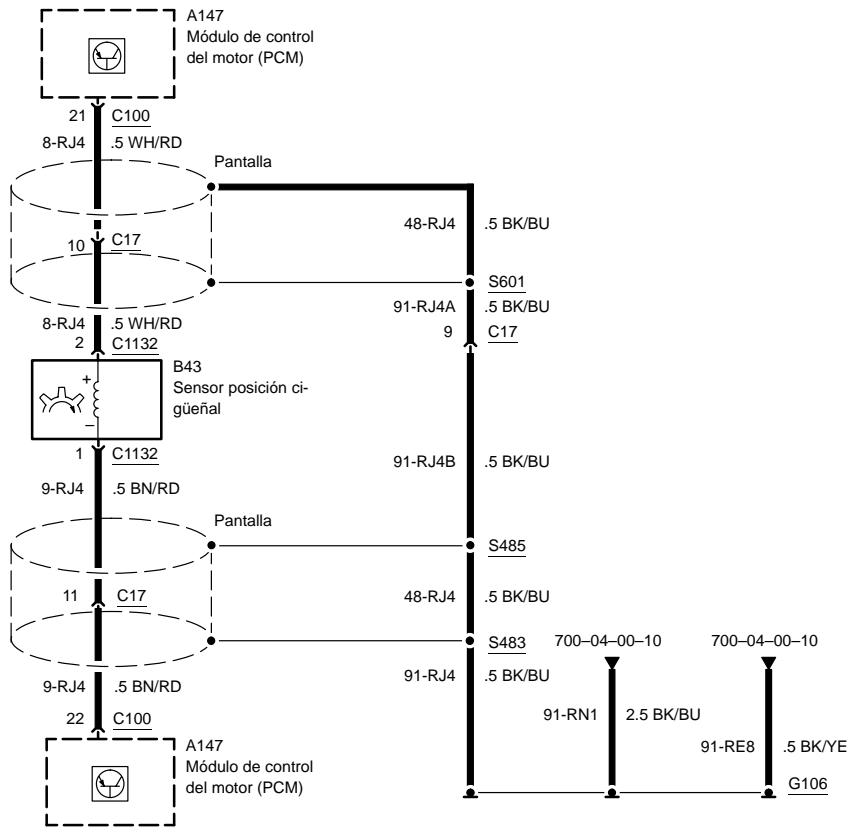 A147
Módulo de control
del motor (PCM)
21 C100
8-RJ4 .5 WH/RD
Pantalla
48-RJ4 .5 BK/BU
10 C17
S601
91-RJ4A .5 BK/BU
8-RJ4 .5 WH/RD
9 C17
2 C1132
B43
Sensor posición ci-
güeñal
+
–
1 C1132
91-RJ4B .5 BK/BU
9-RJ4 .5 BN/RD
Pantalla
S485
11 C17
48-RJ4 .5 BK/BU
S483
700–04–00–10 700–04–00–10
91-RJ4 .5 BK/BU
9-RJ4 .5 BN/RD
91-RN1 2.5 BK/BU
22 C100
A147
Módulo de control
del motor (PCM)
91-RE8 .5 BK/YE
G106